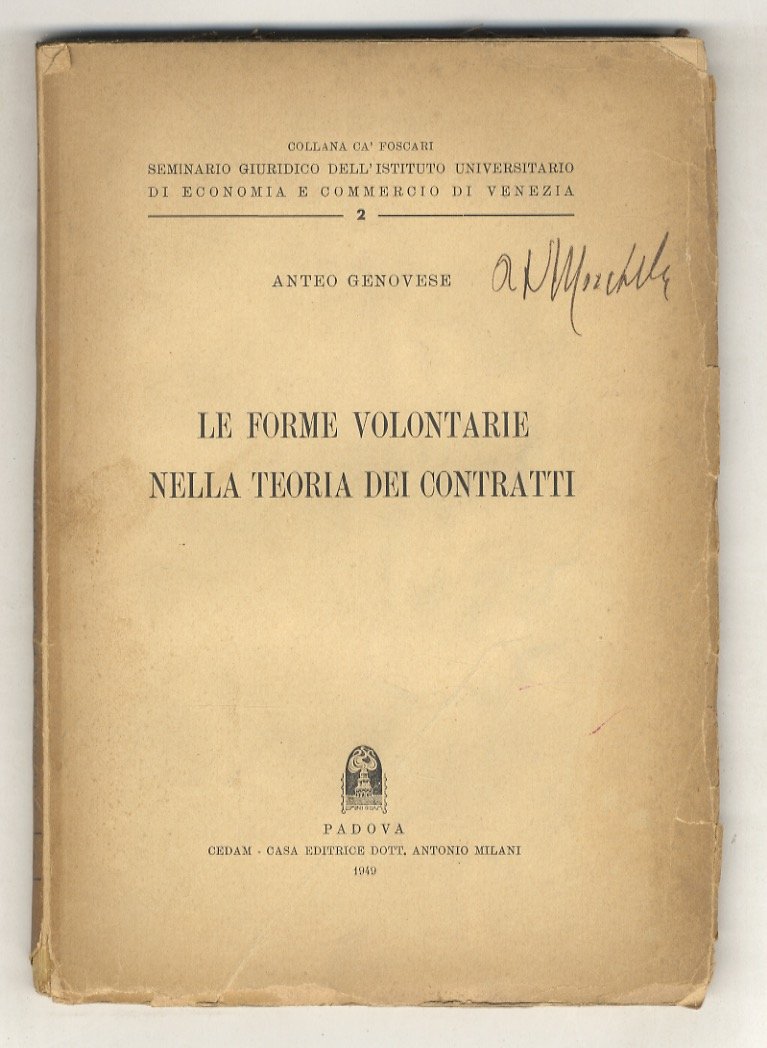 COLLANA CA' FOSCARI
SEMINARIO GIURIDICO DELL'ISTITUTO UNIVERSITARIO
DI ECONOMIA E COMMERCIO DI VENEZIA
2
ANTEO GENOVESE
LE FORME VOLONTARIE
NELLA TEORIA DEI CONTRATTI
PADOVA
CEDAM - CASA EDITRICE DOTT. ANTONIO MILANI
1949